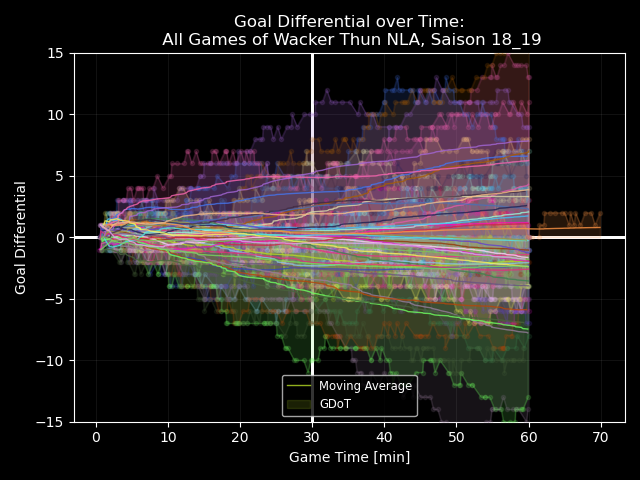 Goal Differential over Time:
All Games of Wacker Thun NLA, Saison 18_19
Goal Differential
15
10
5
0
−5
−10
−15
Moving Average
GDoT
0 10 20 30 40 50 60 70
Game Time [min]